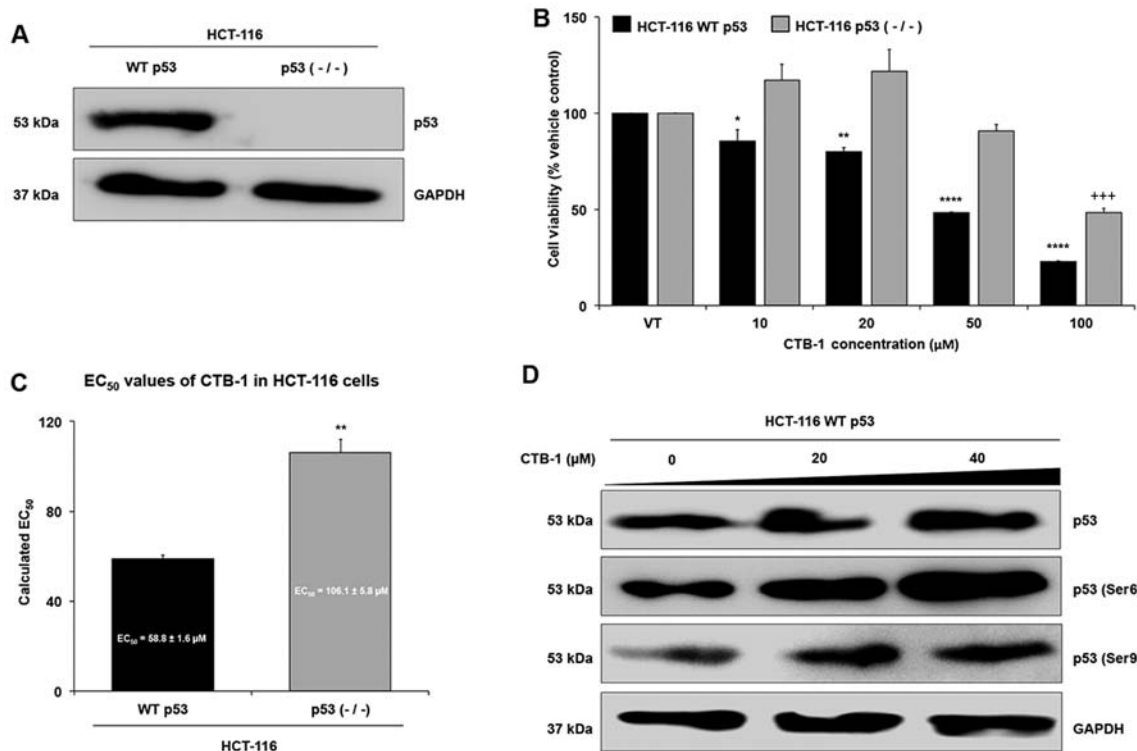 A
HCT-116
WT p53 p53 ( - / - )
53 kDa p53
37 kDa GAPDH
B
HCT-116 WT p53 HCT-116 p53 ( - / - )
Cell viability (% vehicle control)
150
100
50
0
* ** **** **** +++
VT 10 20 50 100
CTB-1 concentration (µM)
C
EC₅₀ values of CTB-1 in HCT-116 cells
Calculated EC₅₀
120
90
60
30
0
**
EC₅₀ = 58.8 ± 1.6 µM
EC₅₀ = 106.1 ± 5.8 µM
WT p53 p53 ( - / - )
HCT-116
D
HCT-116 WT p53
CTB-1 (µM) 0 20 40
53 kDa p53
53 kDa p53 (Ser6
53 kDa p53 (Ser9
37 kDa GAPDH